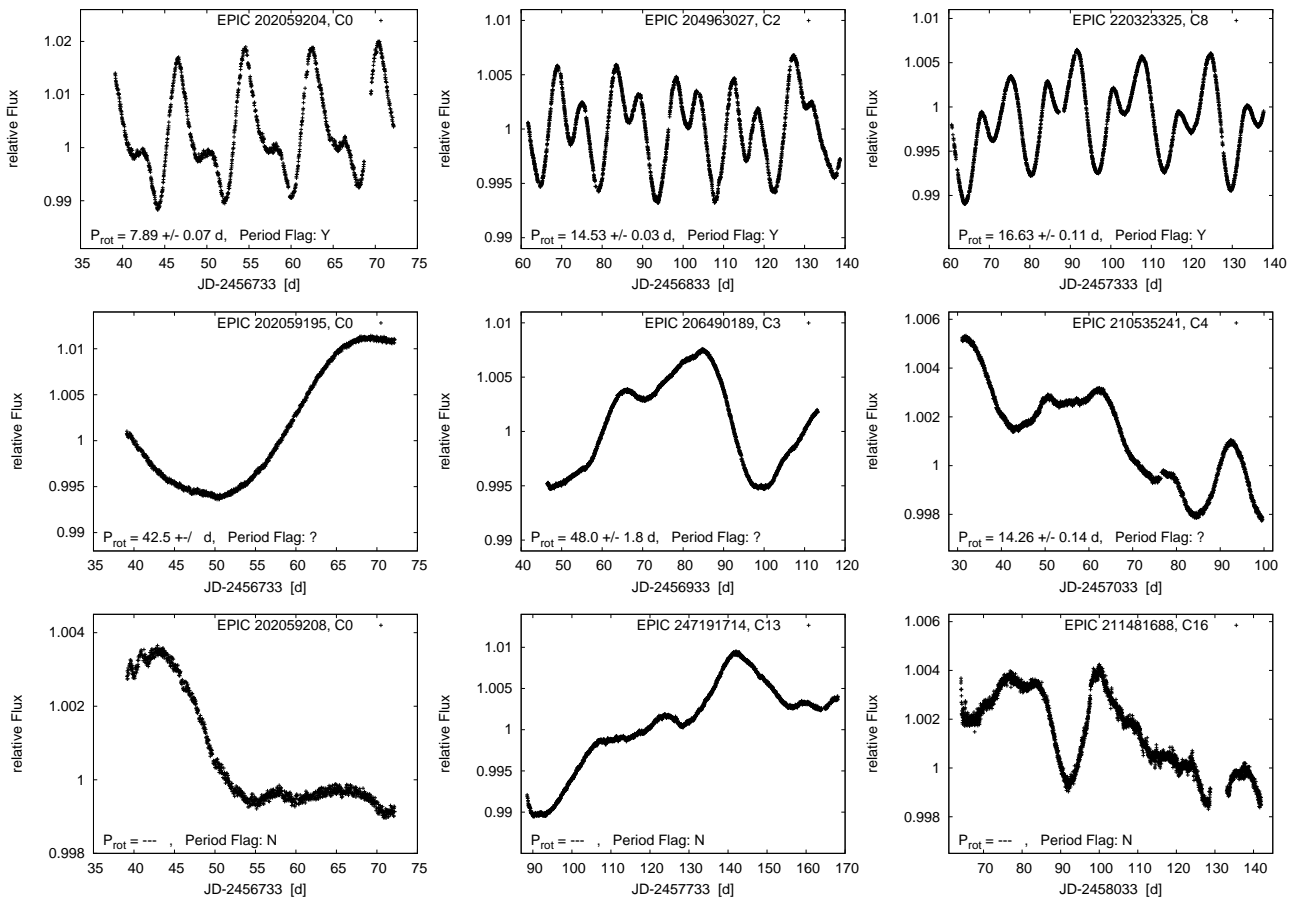 EPIC 202059204, C0
relative Flux
1.02
1.01
1
0.99
P_rot = 7.89 +/- 0.07 d,   Period Flag: Y
35 40 45 50 55 60 65 70 75
JD-2456733 [d]
EPIC 204963027, C2
relative Flux
1.01
1.005
1
0.995
0.99
P_rot = 14.53 +/- 0.03 d,   Period Flag: Y
60 70 80 90 100 110 120 130 140
JD-2456833 [d]
EPIC 220323325, C8
relative Flux
1.01
1.005
1
0.995
0.99
P_rot = 16.63 +/- 0.11 d,   Period Flag: Y
60 70 80 90 100 110 120 130 140
JD-2457333 [d]
EPIC 202059195, C0
relative Flux
1.01
1.005
1
0.995
0.99
P_rot = 42.5 +-/   d,   Period Flag: ?
35 40 45 50 55 60 65 70 75
JD-2456733 [d]
EPIC 206490189, C3
relative Flux
1.01
1.005
1
0.995
0.99
P_rot = 48.0 +/- 1.8 d,   Period Flag: ?
40 50 60 70 80 90 100 110 120
JD-2456933 [d]
EPIC 210535241, C4
relative Flux
1.006
1.004
1.002
1
0.998
P_rot = 14.26 +/- 0.14 d,   Period Flag: ?
30 40 50 60 70 80 90 100
JD-2457033 [d]
EPIC 202059208, C0
relative Flux
1.004
1.002
1
0.998
P_rot = ---   ,   Period Flag: N
35 40 45 50 55 60 65 70 75
JD-2456733 [d]
EPIC 247191714, C13
relative Flux
1.01
1.005
1
0.995
0.99
P_rot = ---   ,   Period Flag: N
90 100 110 120 130 140 150 160 170
JD-2457733 [d]
EPIC 211481688, C16
relative Flux
1.006
1.004
1.002
1
0.998
P_rot = ---   ,   Period Flag: N
70 80 90 100 110 120 130 140
JD-2458033 [d]